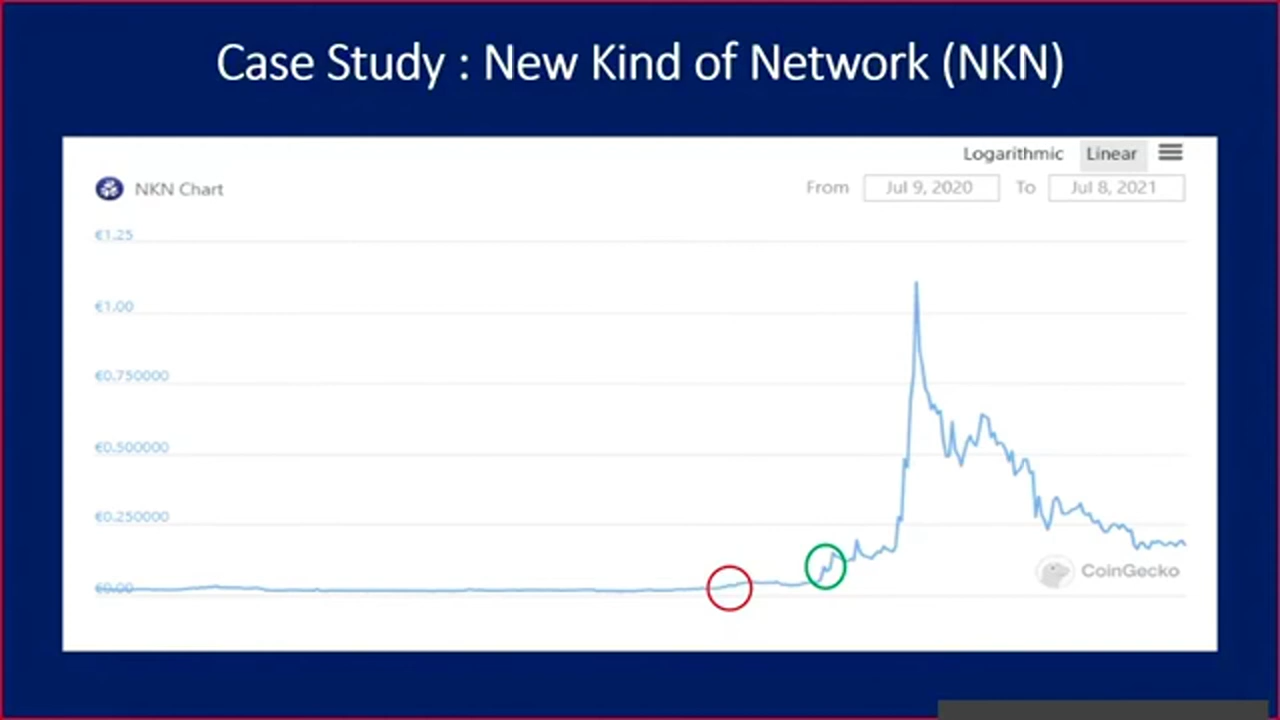 Case Study : New Kind of Network (NKN)
Logarithmic Linear
NKN Chart
From Jul 9, 2020 To Jul 8, 2021
€1.25
€1.00
€0.750000
€0.500000
€0.250000
€0.00
CoinGecko